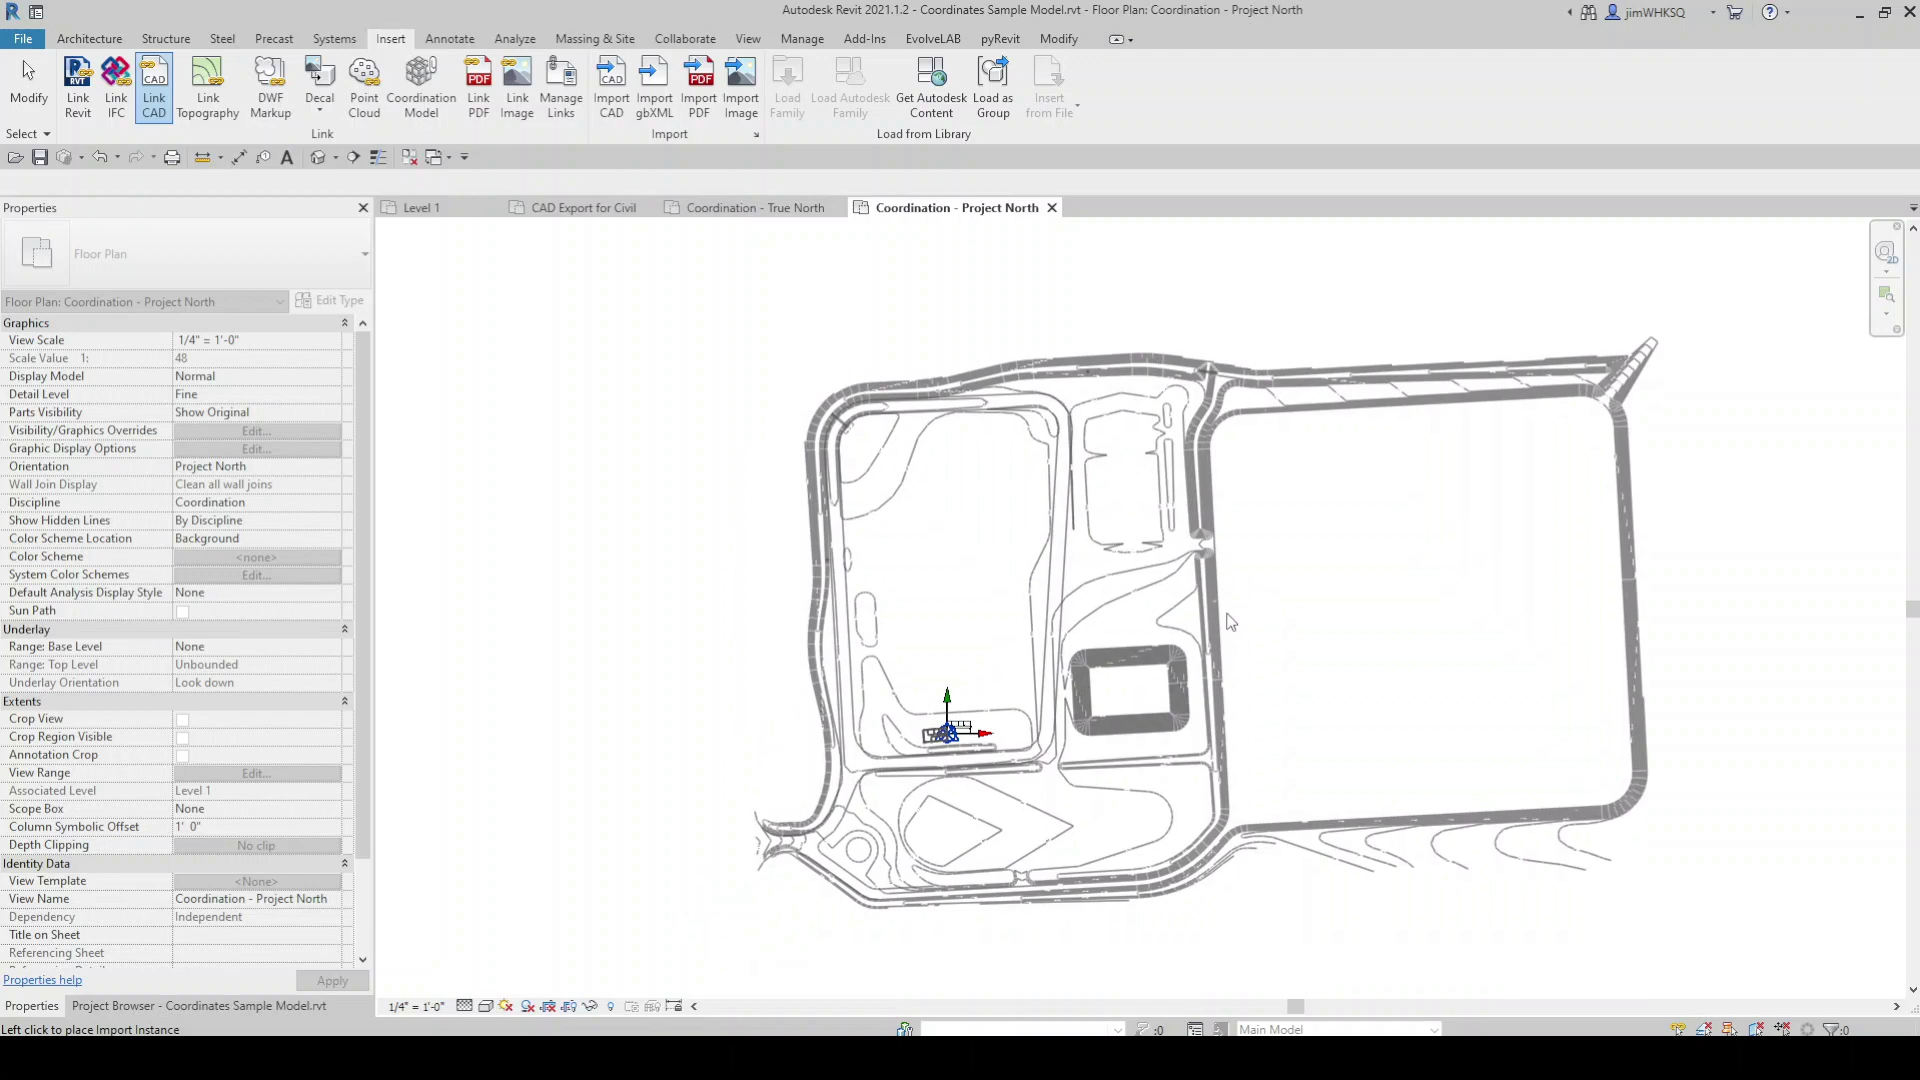 Autodesk Revit 2021.1.2 - Coordinates Sample Model.rvt - Floor Plan: Coordination - Project North
jimWHKSQ
File Architecture Structure Steel Precast Systems Insert Annotate Analyze Massing & Site Collaborate View Manage Add-Ins EvolveLAB pyRevit Modify
Modify
Link Revit
Link IFC
Link CAD
Link Topography
DWF Markup
Decal
Point Cloud
Coordination Model
Link PDF
Link Image
Manage Links
Import CAD
Import gbXML
Import PDF
Import Image
Load Family
Load Autodesk Family
Get Autodesk Content
Load as Group
Insert from File
Select
Link
Import
Load from Library
Properties
Level 1
CAD Export for Civil
Coordination - True North
Coordination - Project North
Floor Plan
Floor Plan: Coordination - Project North
Edit Type
Graphics
View Scale 1/4" = 1'-0"
Scale Value 1: 48
Display Model Normal
Detail Level Fine
Parts Visibility Show Original
Visibility/Graphics Overrides Edit...
Graphic Display Options Edit...
Orientation Project North
Wall Join Display Clean all wall joins
Discipline Coordination
Show Hidden Lines By Discipline
Color Scheme Location Background
Color Scheme <none>
System Color Schemes Edit...
Default Analysis Display Style None
Sun Path
Underlay
Range: Base Level None
Range: Top Level Unbounded
Underlay Orientation Look down
Extents
Crop View
Crop Region Visible
Annotation Crop
View Range Edit...
Associated Level Level 1
Scope Box None
Column Symbolic Offset 1' 0"
Depth Clipping No clip
Identity Data
View Template <None>
View Name Coordination - Project North
Dependency Independent
Title on Sheet
Referencing Sheet
Properties help
Apply
Properties
Project Browser - Coordinates Sample Model.rvt
1/4" = 1'-0"
Left click to place Import Instance
:0
Main Model
:0